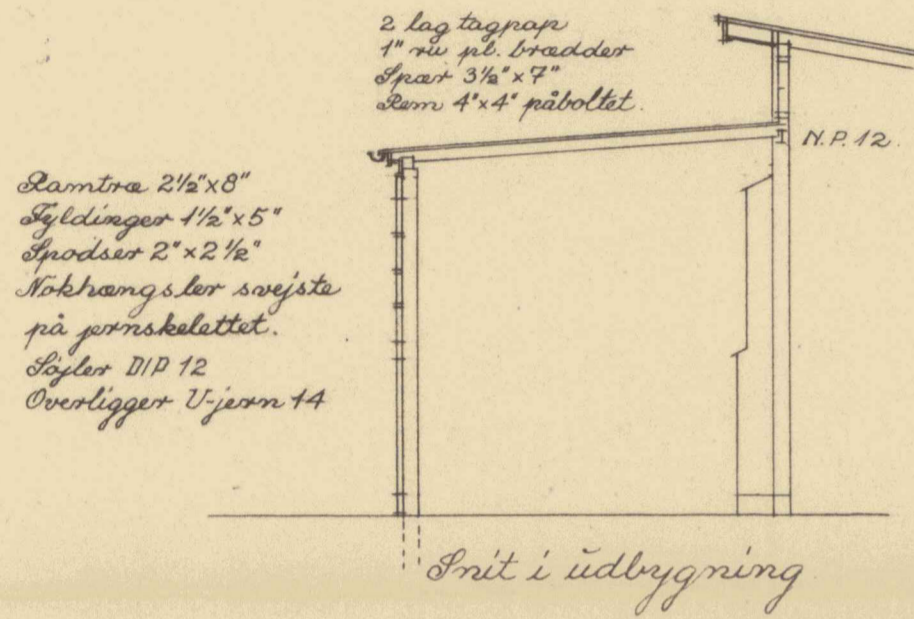 2 lag tagpap
1" ru pl. brædder
Spær 3½"x7"
Rem 4"x4" påboltet.
N.P. 12.
Ramtræ 2½"x8"
Fyldinger 1½"x5"
Spodser 2"x2½"
Nokhængsler svejste
på jernskelettet.
Søjler DIP 12
Overligger U-jern 14
Snit i udbygning